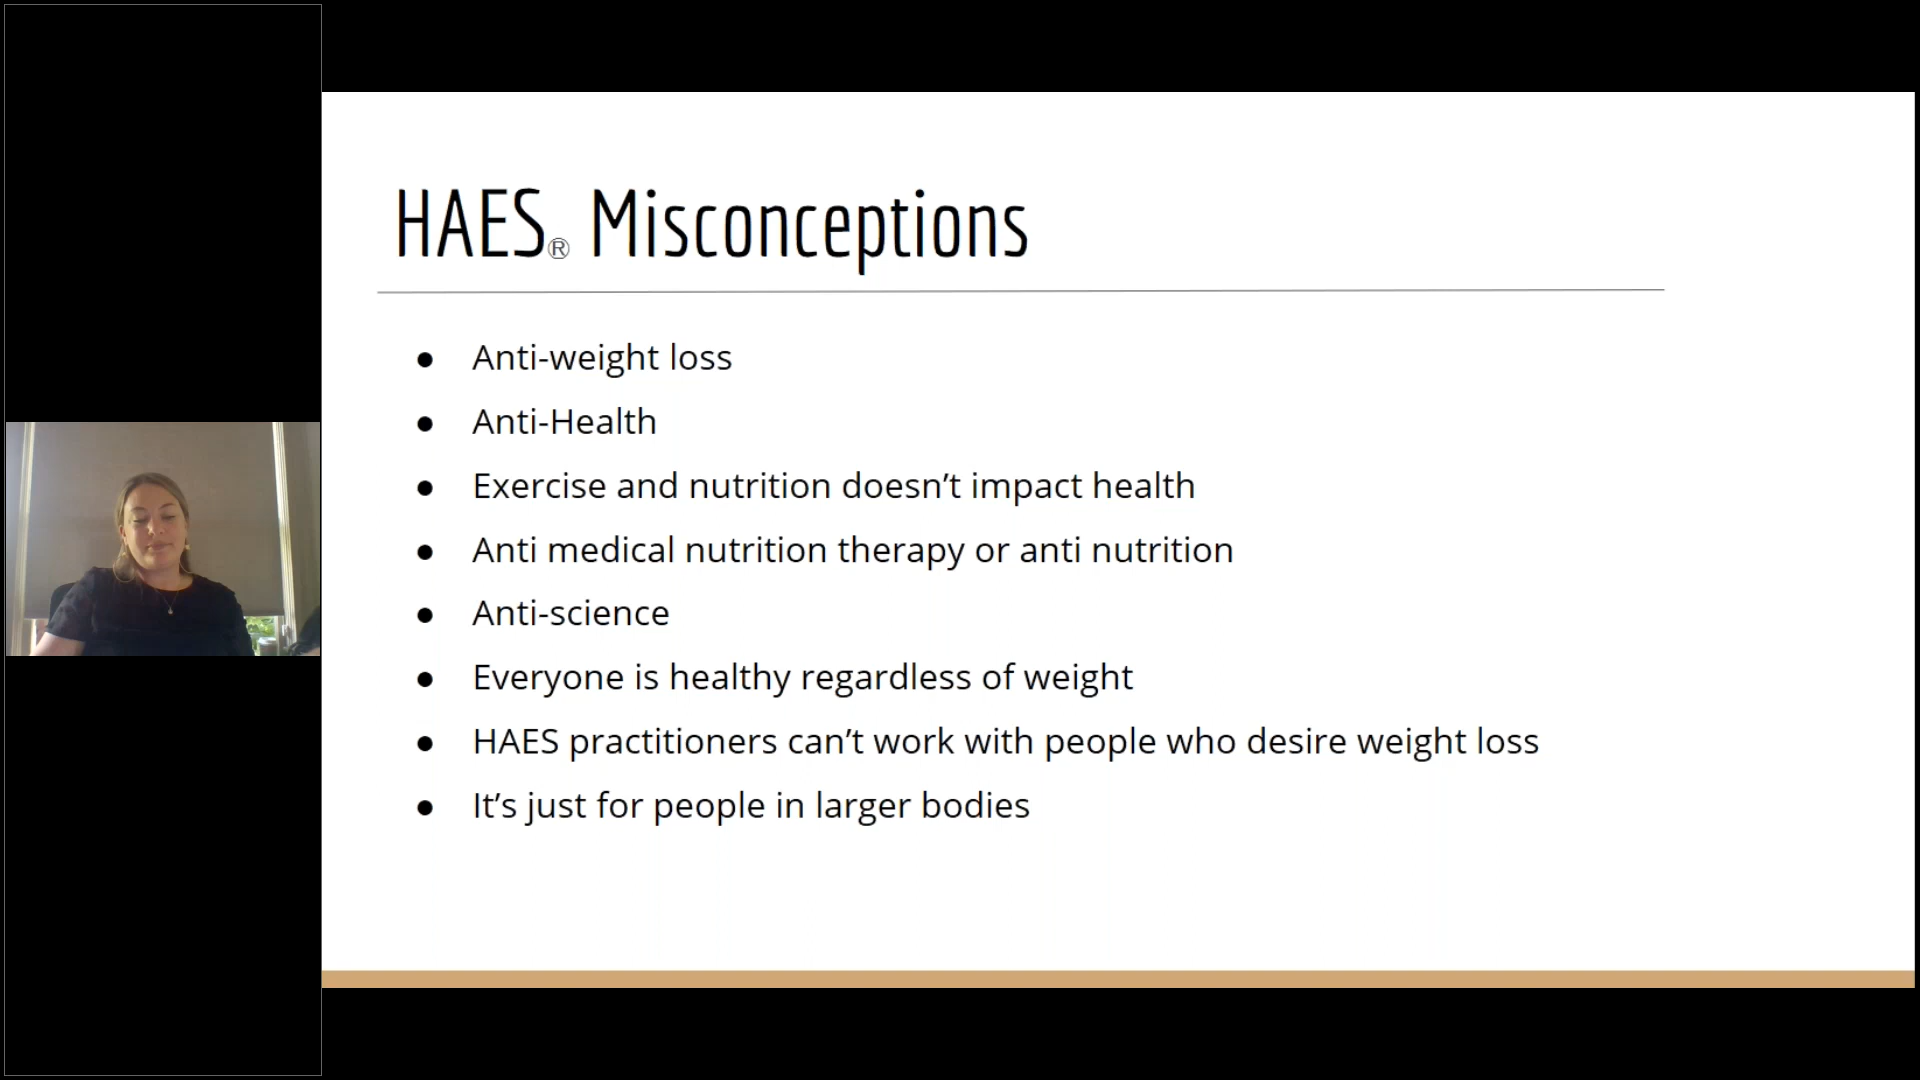 HAES® Misconceptions
● Anti-weight loss
● Anti-Health
● Exercise and nutrition doesn’t impact health
● Anti medical nutrition therapy or anti nutrition
● Anti-science
● Everyone is healthy regardless of weight
● HAES practitioners can’t work with people who desire weight loss
● It’s just for people in larger bodies